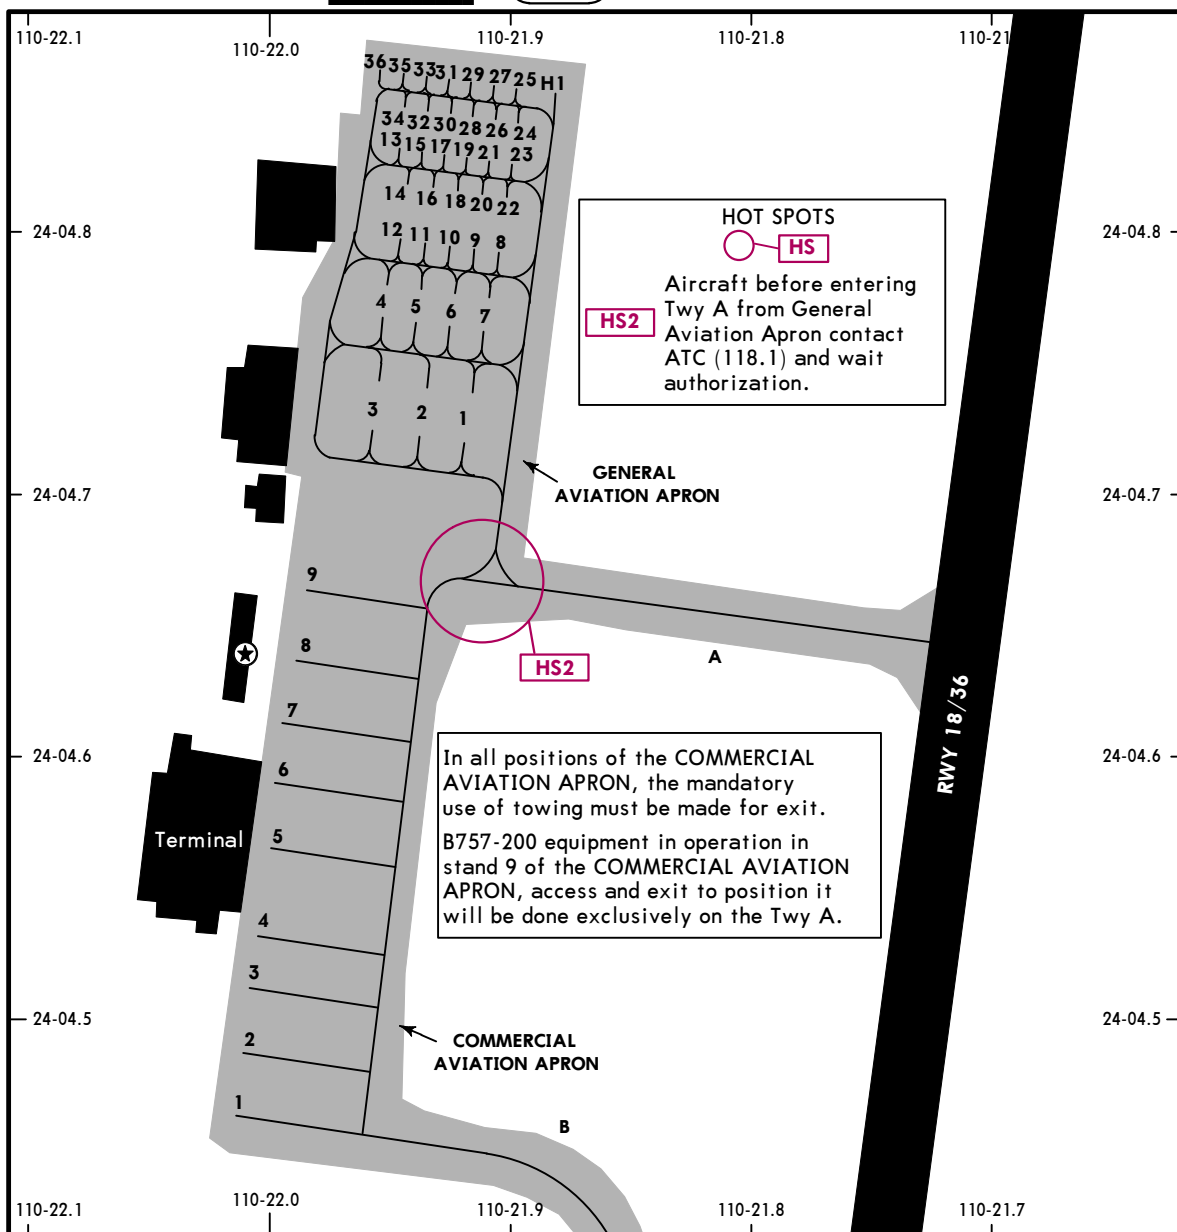 110-22.1
110-22.0
110-21.9
110-21.8
110-21
36 35 33 31 29 27 25 H1
34 32 30 28 26 24
13 15 17 19 21 23
14 16 18 20 22
12 11 10 9 8
4 5 6 7
3 2 1
24-04.8
24-04.8
HOT SPOTS
HS
HS2
Aircraft before entering
Twy A from General
Aviation Apron contact
ATC (118.1) and wait
authorization.
GENERAL
AVIATION APRON
24-04.7
24-04.7
9
8
HS2
A
7
RWY 18/36
24-04.6
24-04.6
6
In all positions of the COMMERCIAL
AVIATION APRON, the mandatory
use of towing must be made for exit.
B757-200 equipment in operation in
stand 9 of the COMMERCIAL AVIATION
APRON, access and exit to position it
will be done exclusively on the Twy A.
Terminal
5
4
3
24-04.5
24-04.5
2
COMMERCIAL
AVIATION APRON
1
B
110-22.1
110-22.0
110-21.9
110-21.8
110-21.7